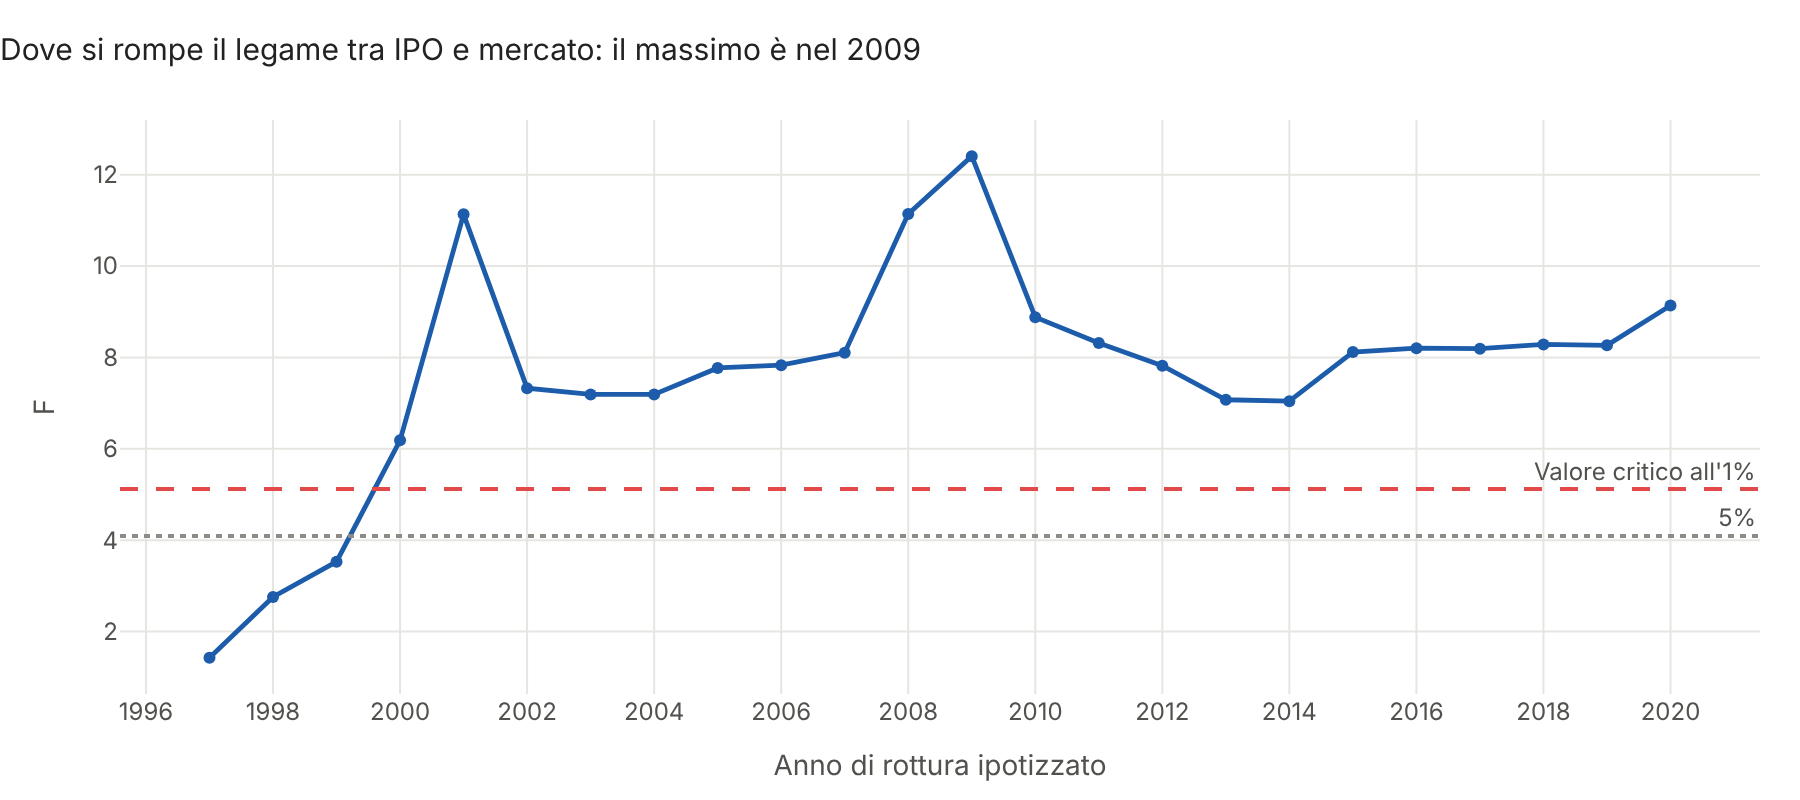 Dove si rompe il legame tra IPO e mercato: il massimo è nel 2009
12
10
8
6
4
2
F
Valore critico all'1%
5%
1996 1998 2000 2002 2004 2006 2008 2010 2012 2014 2016 2018 2020
Anno di rottura ipotizzato